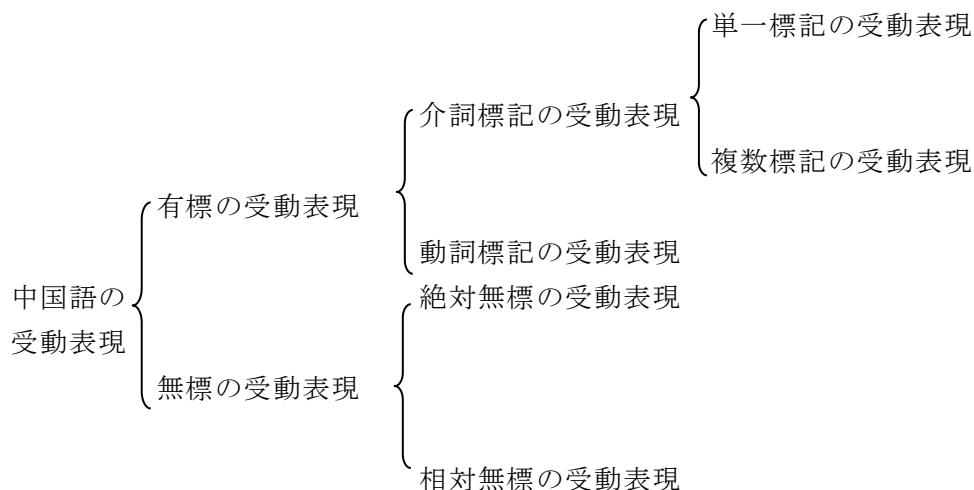 単一標記の受動表現
介詞標記の受動表現
複数標記の受動表現
有標の受動表現
動詞標記の受動表現
中国語の
受動表現
絶対無標の受動表現
無標の受動表現
相対無標の受動表現